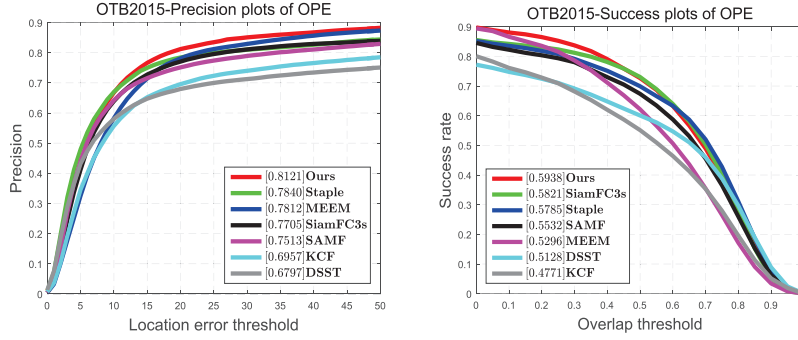 OTB2015-Precision plots of OPE
0.9
0.8
0.7
0.6
0.5
0.4
0.3
0.2
0.1
0
Precision
[0.8121]Ours
[0.7840]Staple
[0.7812]MEEM
[0.7705]SiamFC3s
[0.7513]SAMF
[0.6957]KCF
[0.6797]DSST
0 5 10 15 20 25 30 35 40 45 50
Location error threshold
OTB2015-Success plots of OPE
0.9
0.8
0.7
0.6
0.5
0.4
0.3
0.2
0.1
0
Success rate
[0.5938]Ours
[0.5821]SiamFC3s
[0.5785]Staple
[0.5532]SAMF
[0.5296]MEEM
[0.5128]DSST
[0.4771]KCF
0 0.1 0.2 0.3 0.4 0.5 0.6 0.7 0.8 0.9
Overlap threshold